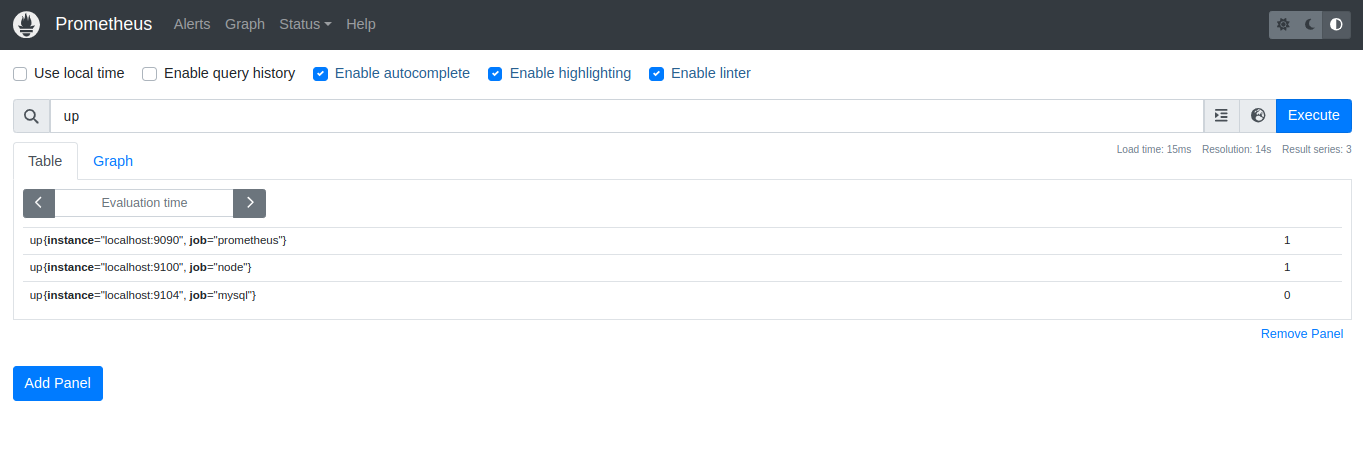 Prometheus Alerts Graph Status Help
Use local time Enable query history Enable autocomplete Enable highlighting Enable linter
up Execute
Table Graph Load time: 15ms Resolution: 14s Result series: 3
Evaluation time
up{instance="localhost:9090", job="prometheus"} 1
up{instance="localhost:9100", job="node"} 1
up{instance="localhost:9104", job="mysql"} 0
Remove Panel
Add Panel